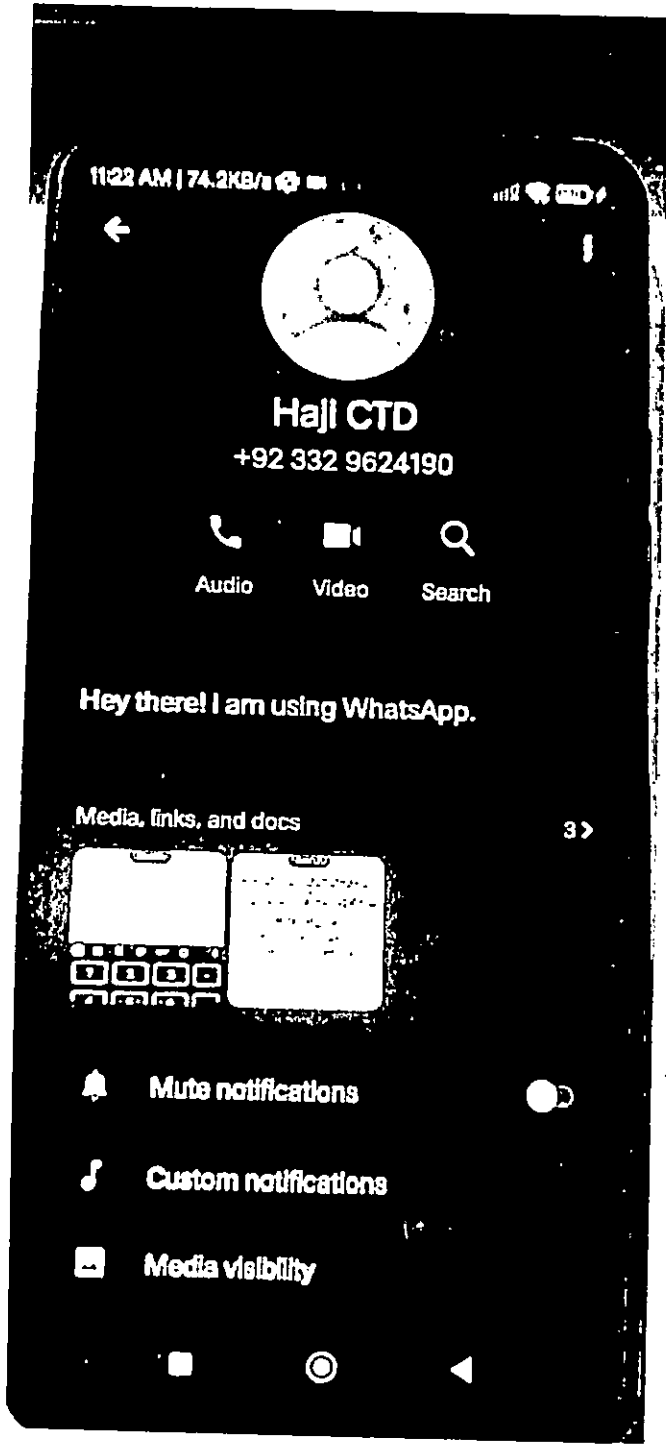 11:22 AM | 74.2KB/s
Haji CTD
+92 332 9624190
Audio Video Search
Hey there! I am using WhatsApp.
Media, links, and docs 3 >
Mute notifications
Custom notifications
Media visibility